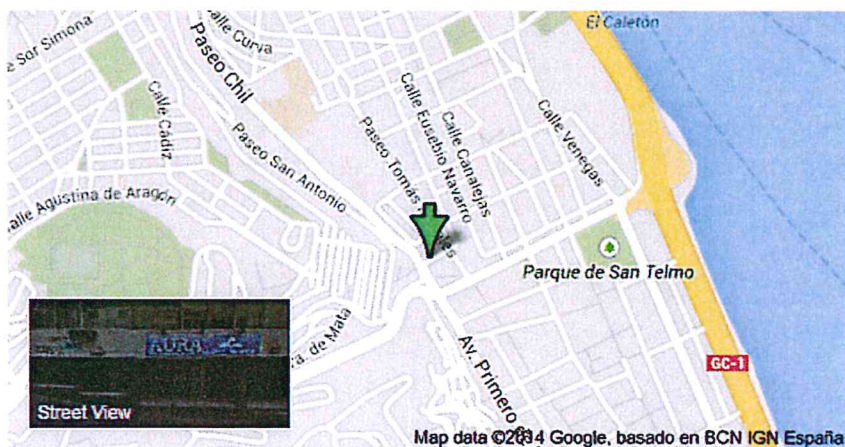 El Caletón
Calle Curva
e Sor Simona
Paseo Chil
Calle Cádiz
Paseo San Antonio
Paseo Tomás
Calle Eusebio Navarro
Calle Canalejas
Calle Venegas
alle Agustina de Aragón
Parque de San Telmo
ra. de Mata
Av. Primero
GC-1
AURA
Street View
Map data ©2014 Google, basado en BCN IGN España